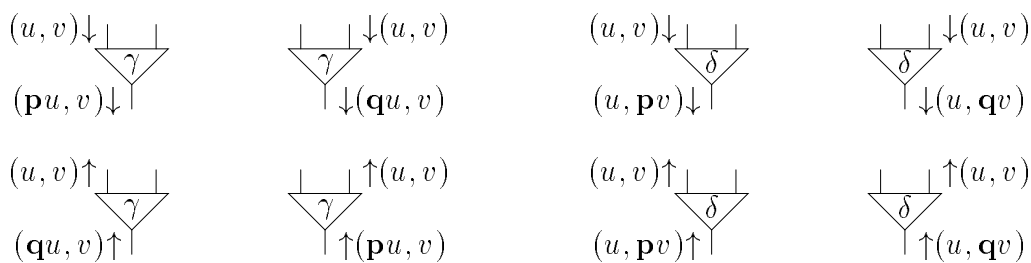 (u, v)↓ ↓(u, v) (u, v)↓ ↓(u, v)
γ γ δ δ
(pu, v)↓ ↓(qu, v) (u, pv)↓ ↓(u, qv)
(u, v)↑ ↑(u, v) (u, v)↑ ↑(u, v)
γ γ δ δ
(qu, v)↑ ↑(pu, v) (u, pv)↑ ↑(u, qv)